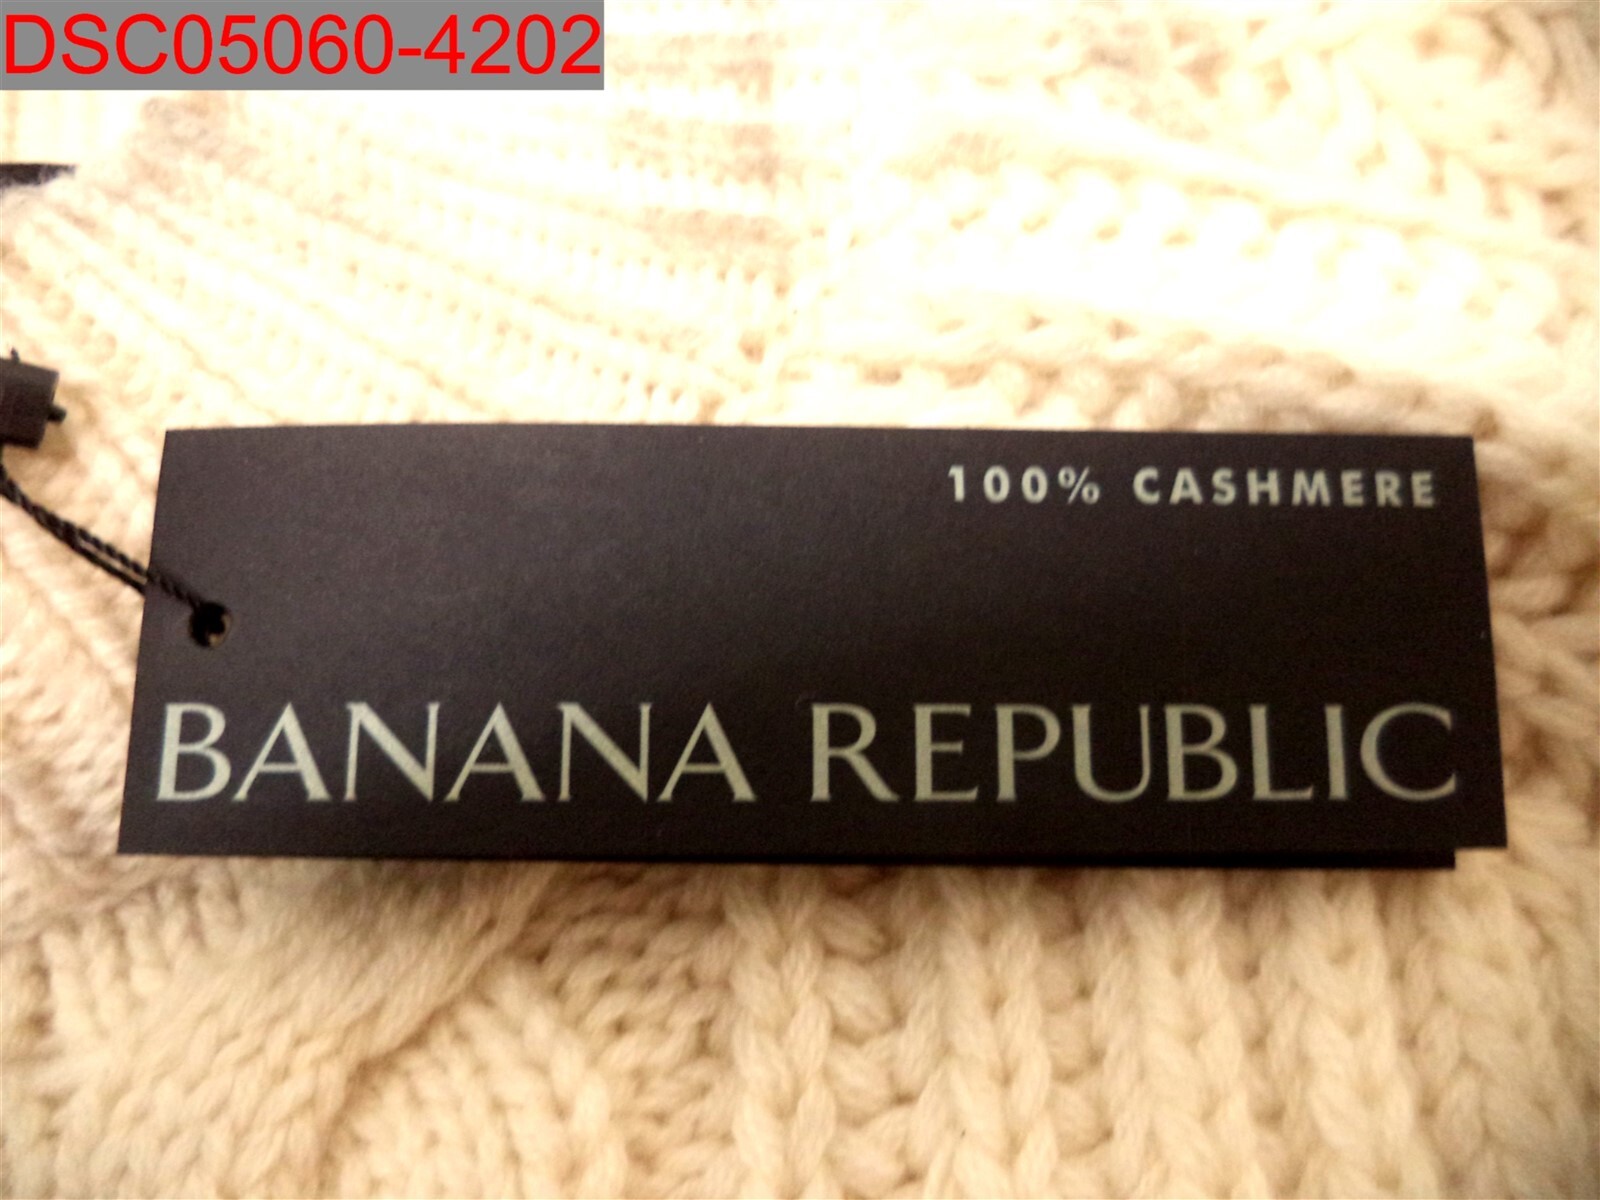 DSC05060-4202
100% CASHMERE
BANANA REPUBLIC